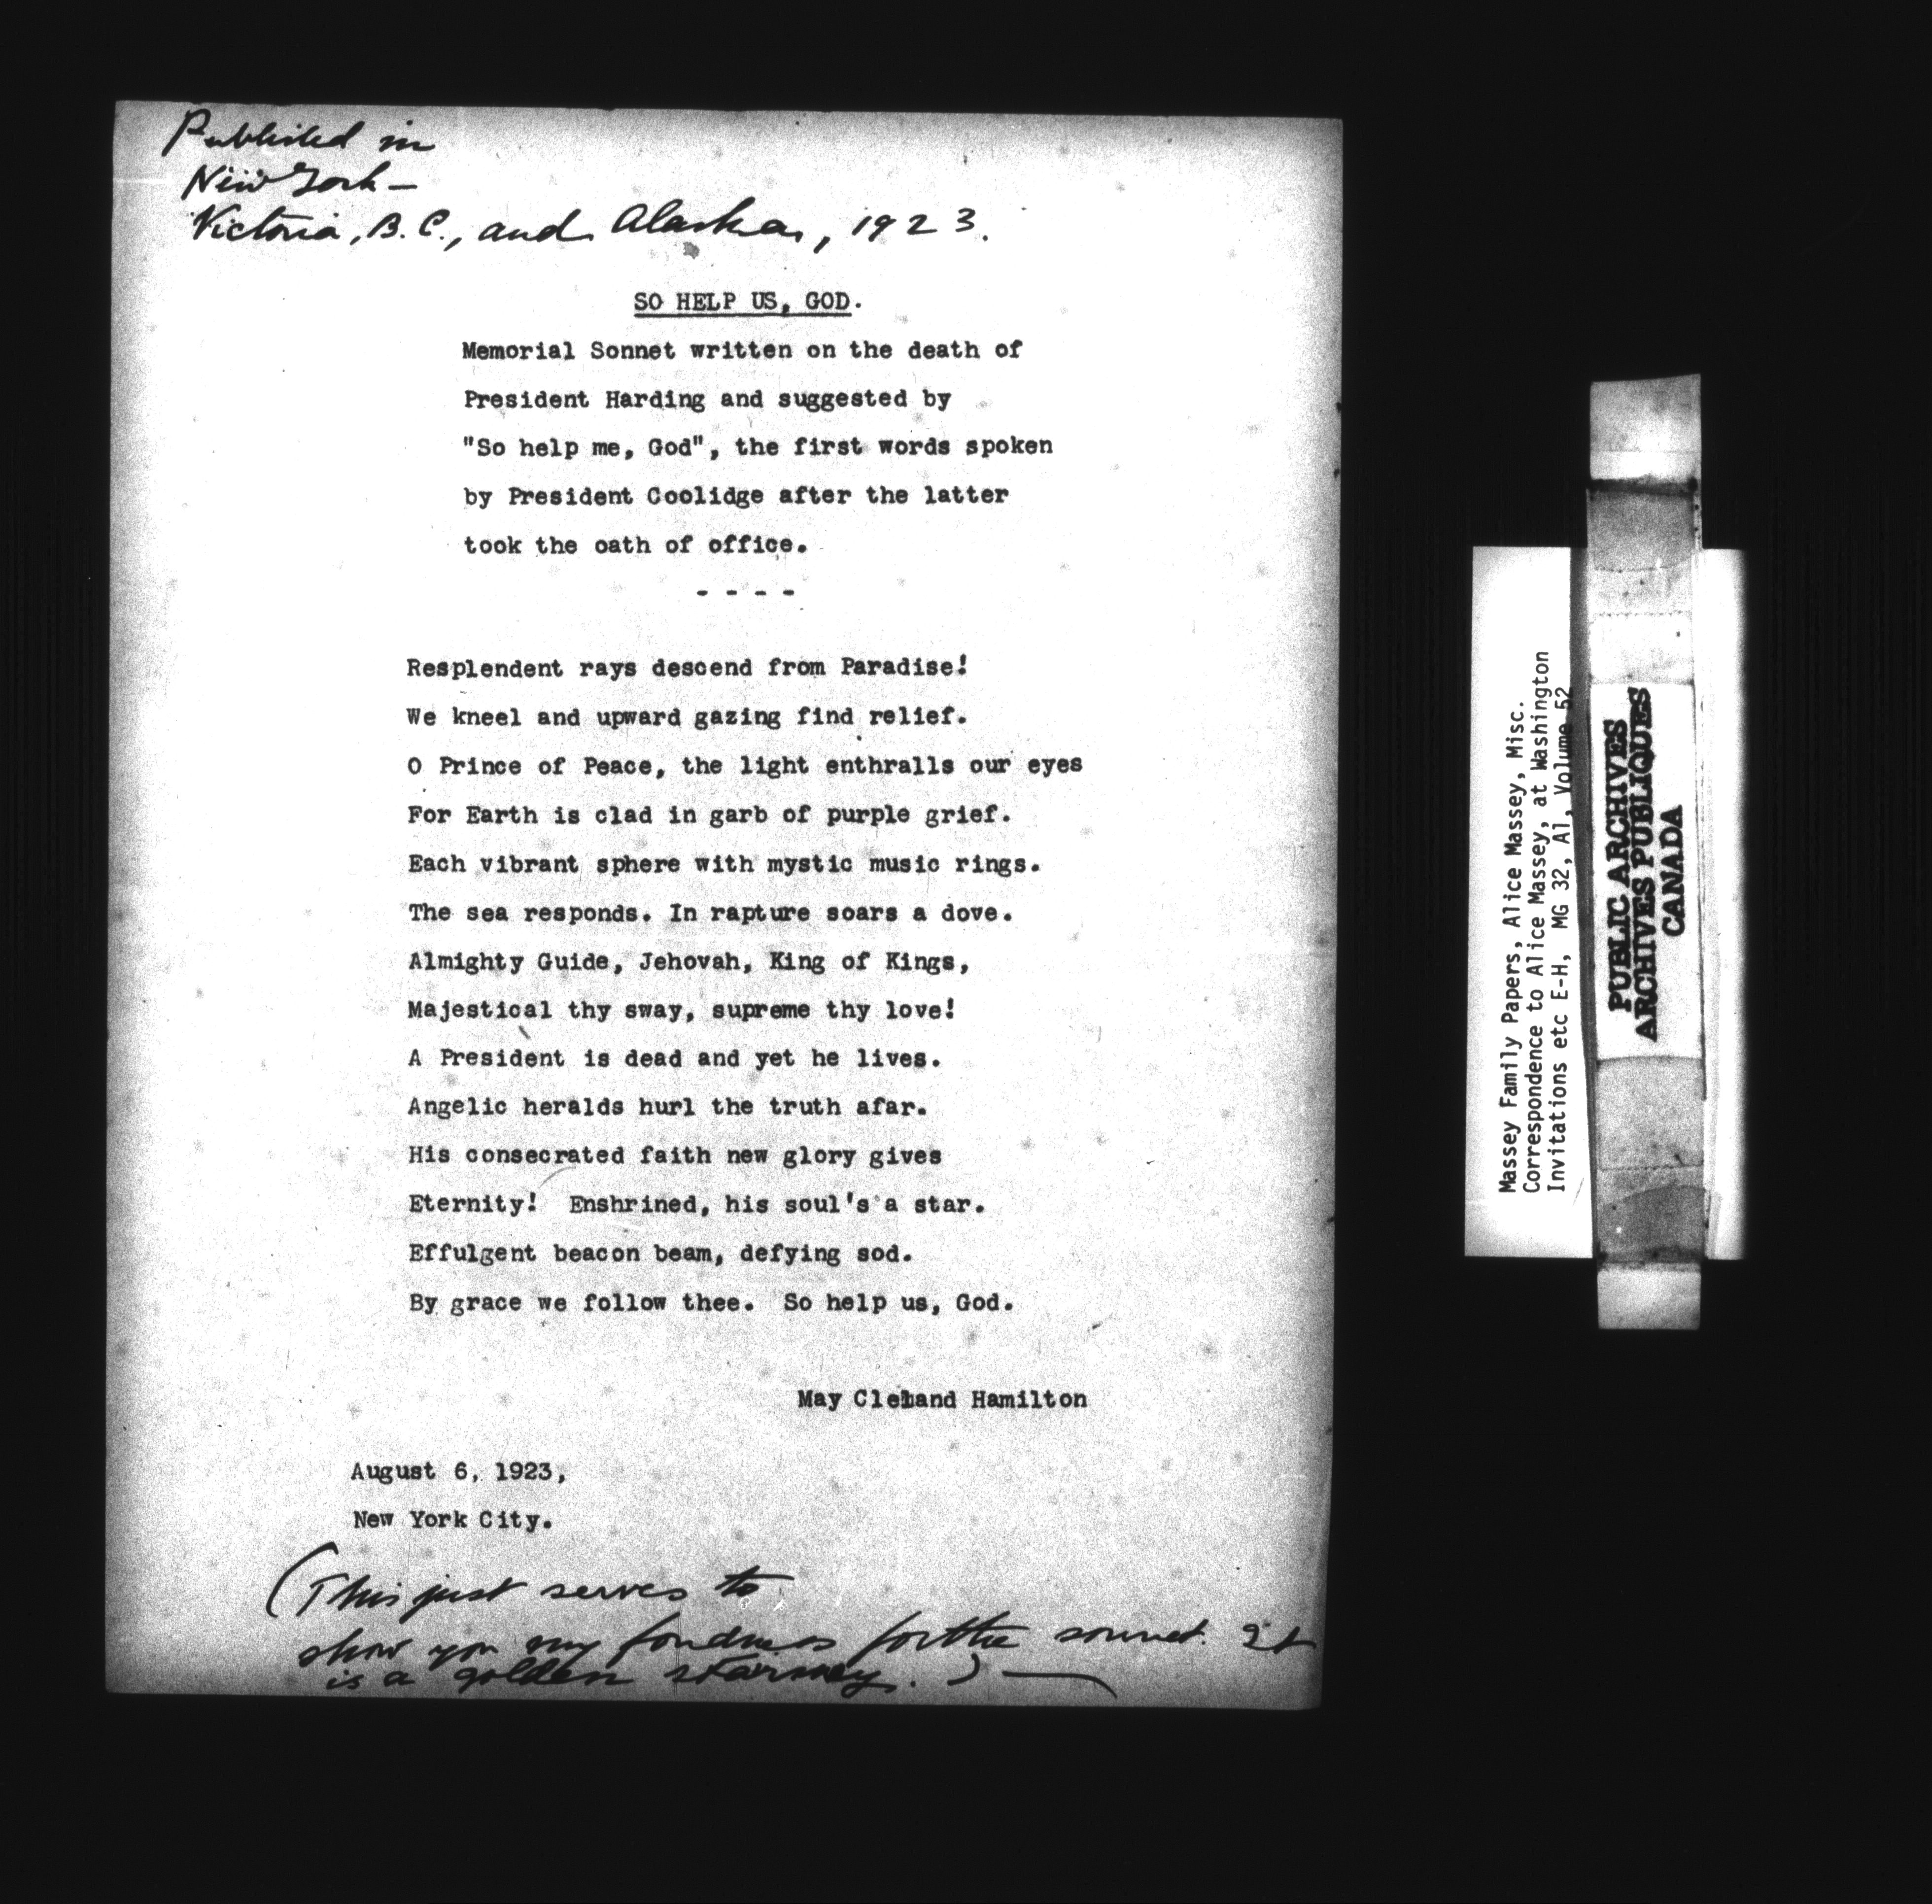 Published in
New York —
Victoria, B.C., and Alaska, 1923.
SO HELP US, GOD.
Memorial Sonnet written on the death of
President Harding and suggested by
"So help me, God", the first words spoken
by President Coolidge after the latter
took the oath of office.
- - - -
Resplendent rays descend from Paradise!
We kneel and upward gazing find relief.
O Prince of Peace, the light enthralls our eyes
For Earth is clad in garb of purple grief.
Each vibrant sphere with mystic music rings.
The sea responds. In rapture soars a dove.
Almighty Guide, Jehovah, King of Kings,
Majestical thy sway, supreme thy love!
A President is dead and yet he lives.
Angelic heralds hurl the truth afar.
His consecrated faith new glory gives
Eternity! Enshrined, his soul's a star.
Effulgent beacon beam, defying sod.
By grace we follow thee. So help us, God.
May Cleland Hamilton
August 6, 1923,
New York City.
(This just serves to
show you my fondness for the sonnet. It
is a golden stairway.) —
Massey Family Papers, Alice Massey, Misc.
Correspondence to Alice Massey, at Washington
Invitations etc E-H, MG 32, A1, Volume 52
PUBLIC ARCHIVES
ARCHIVES PUBLIQUES
CANADA